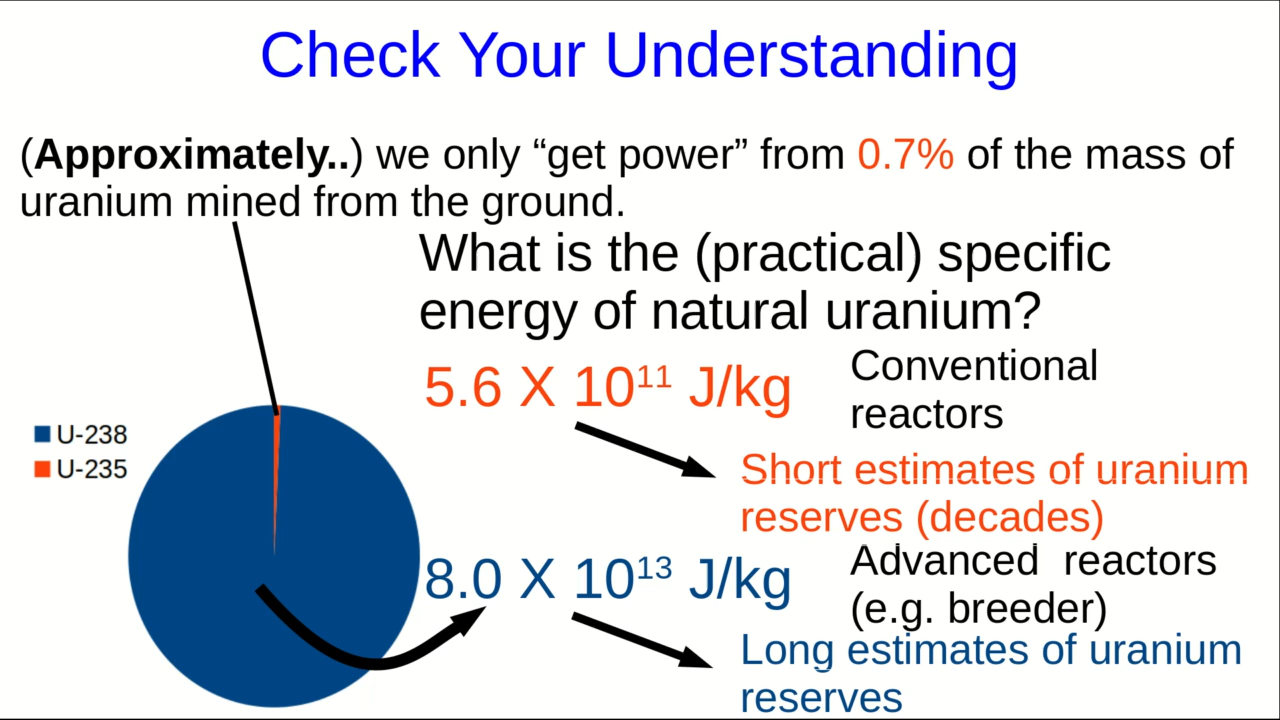 Check Your Understanding
(Approximately..) we only “get power” from 0.7% of the mass of
uranium mined from the ground.
What is the (practical) specific
energy of natural uranium?
5.6 X 10¹¹ J/kg
Conventional
reactors
U-238
U-235
Short estimates of uranium
reserves (decades)
8.0 X 10¹³ J/kg
Advanced reactors
(e.g. breeder)
Long estimates of uranium
reserves